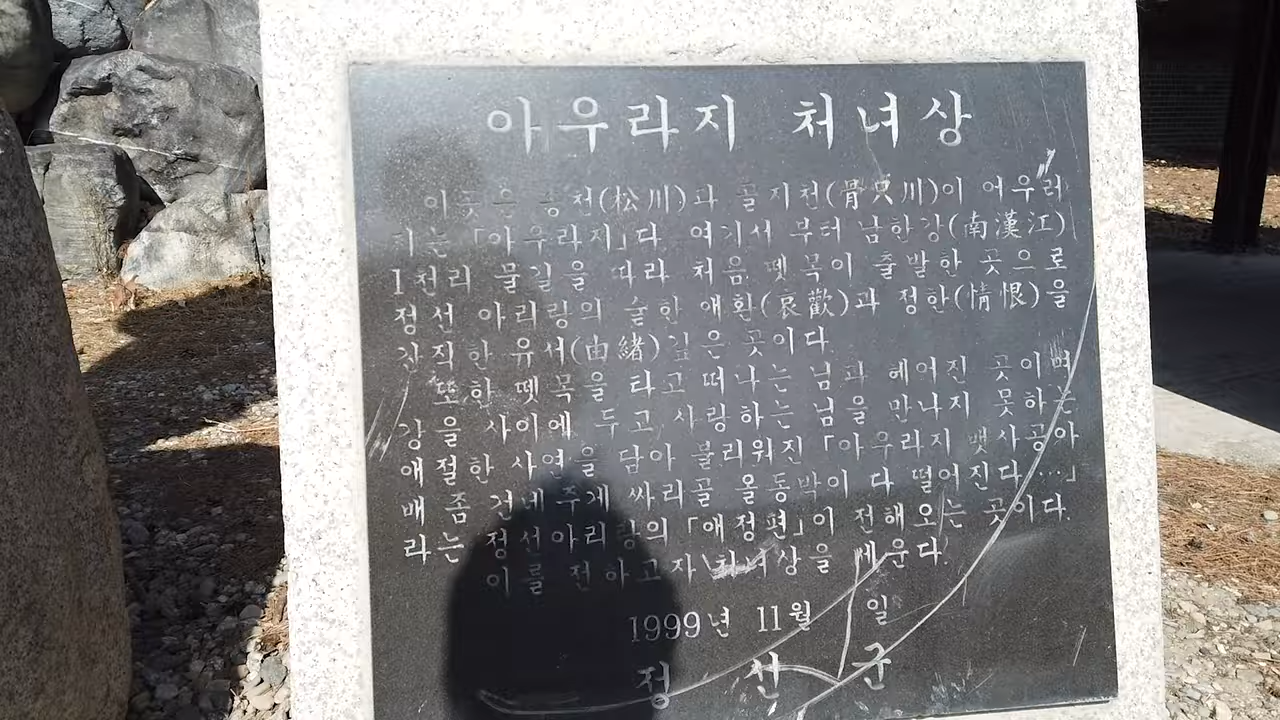 아우라지 처녀상
이곳은 송천(松川)과 골지천(骨只川)이 어우러
지는 「아우라지」다. 여기서 부터 남한강(南漢江)
1천리 물길을 따라 처음 뗏목이 출발한 곳으로
정선 아리랑의 숱한 애환(哀歡)과 정한(情恨)을
간직한 유서(由緖)깊은 곳이다
또한 뗏목을 타고 떠나는 님과 헤어진 곳이며
강을 사이에 두고 사랑하는 님을 만나지 못하는
애절한 사연을 담아 불리워진 「아우라지 뱃사공아
배 좀 건네주게 싸리골 올동박이 다 떨어진다…」
라는 정선아리랑의 「애정편」이 전해오는 곳이다.
이를 전하고자 처녀상을 세운다.
1999년 11월 일
정선군